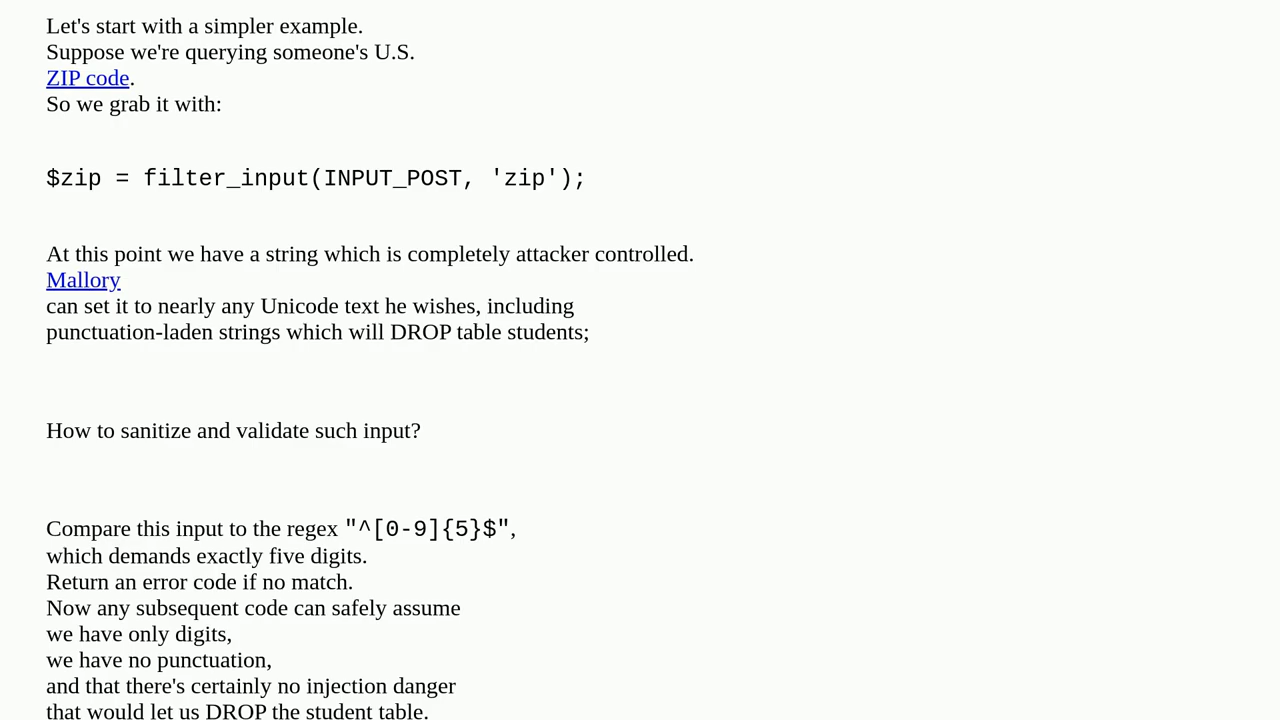 Let's start with a simpler example.
Suppose we're querying someone's U.S.
ZIP code.
So we grab it with:
$zip = filter_input(INPUT_POST, 'zip');
At this point we have a string which is completely attacker controlled.
Mallory
can set it to nearly any Unicode text he wishes, including
punctuation-laden strings which will DROP table students;
How to sanitize and validate such input?
Compare this input to the regex "^[0-9]{5}$",
which demands exactly five digits.
Return an error code if no match.
Now any subsequent code can safely assume
we have only digits,
we have no punctuation,
and that there's certainly no injection danger
that would let us DROP the student table.